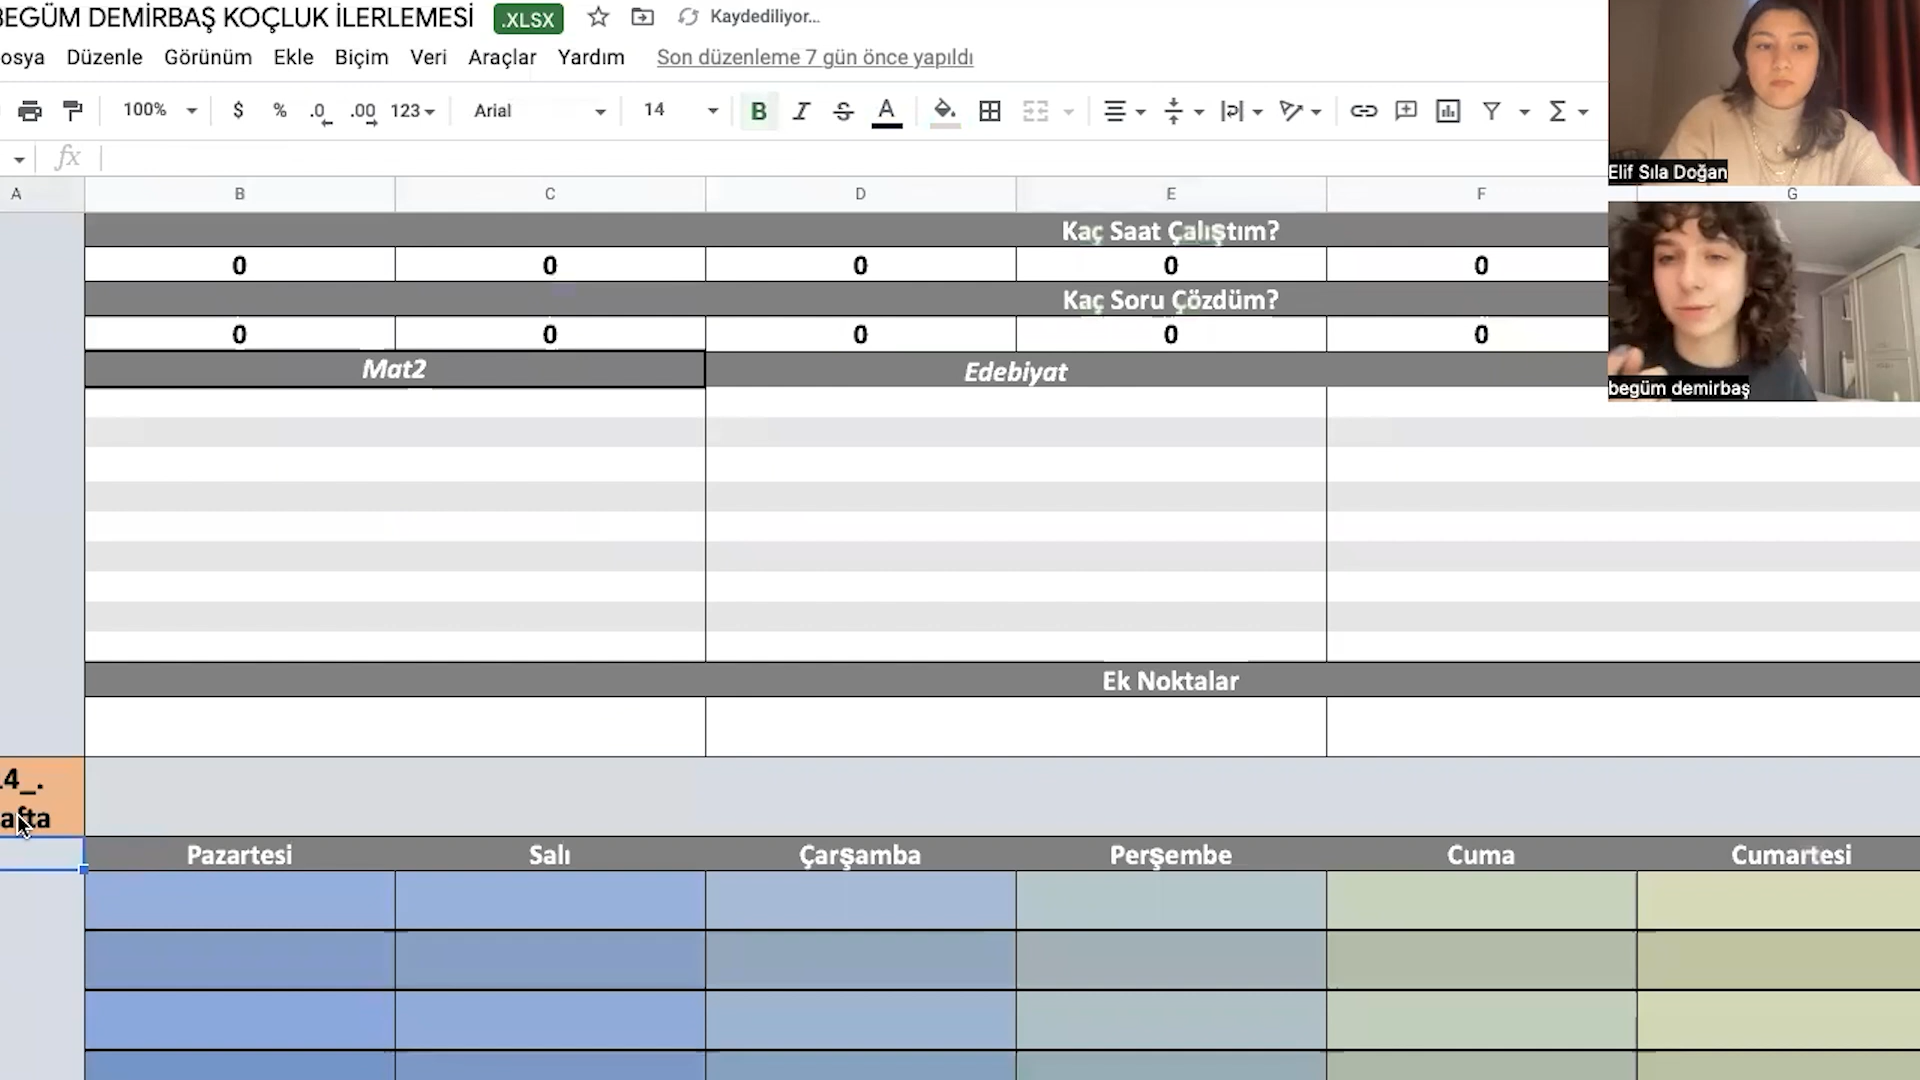 BEGÜM DEMİRBAŞ KOÇLUK İLERLEMESİ .XLSX Kaydediliyor...
osya Düzenle Görünüm Ekle Biçim Veri Araçlar Yardım Son düzenleme 7 gün önce yapıldı
100% $ % .0 .00 123 Arial 14 B I S A Σ
fx
A B C D E F G
Elif Sıla Doğan
begüm demirbaş
Kaç Saat Çalıştım?
0 0 0 0 0
Kaç Soru Çözdüm?
0 0 0 0 0
Mat2 Edebiyat
Ek Noktalar
14_.
afta
Pazartesi Salı Çarşamba Perşembe Cuma Cumartesi